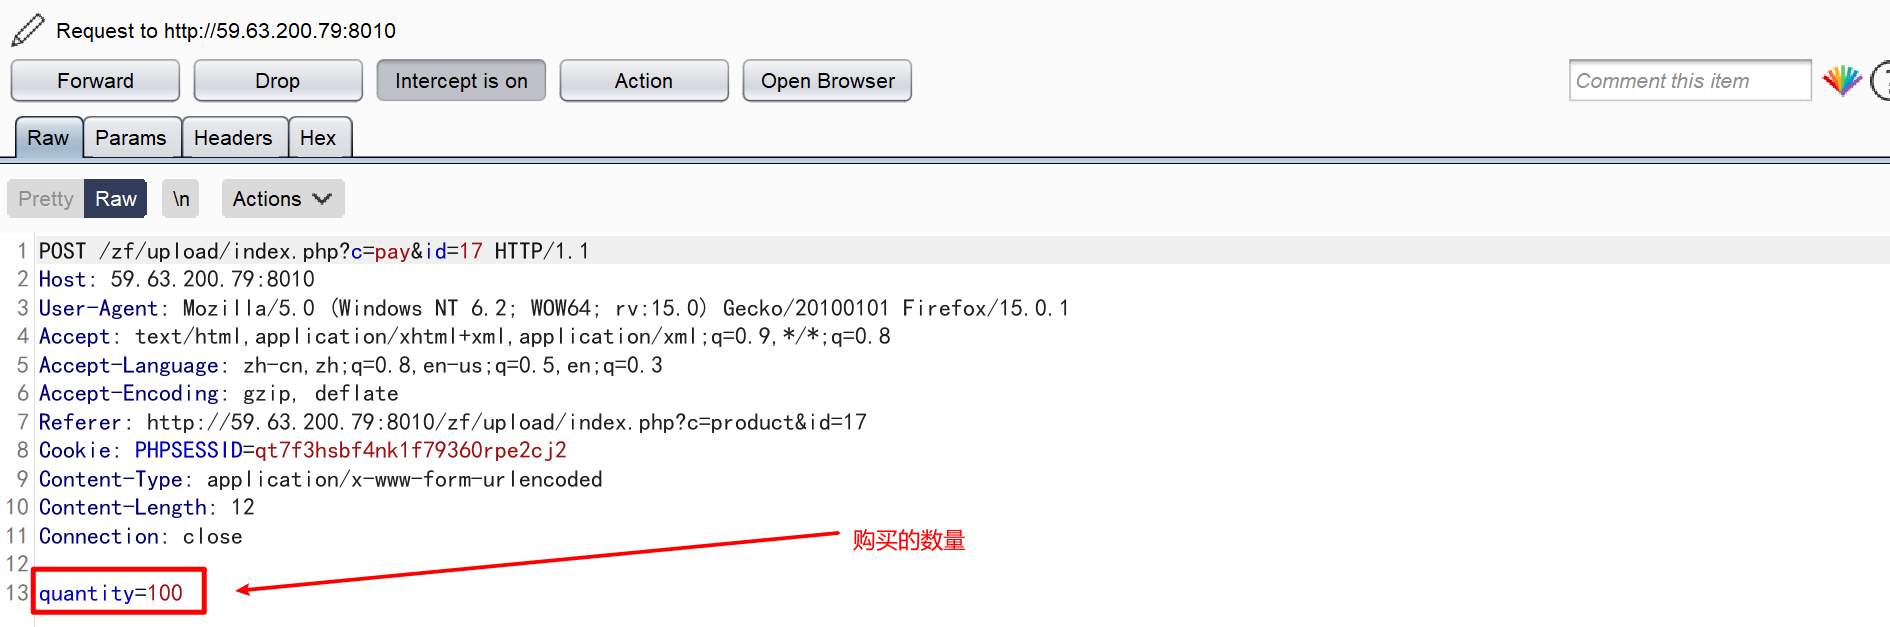 Request to http://59.63.200.79:8010
Forward Drop Intercept is on Action Open Browser Comment this item ?
Raw Params Headers Hex
Pretty Raw \n Actions
1 POST /zf/upload/index.php?c=pay&id=17 HTTP/1.1
2 Host: 59.63.200.79:8010
3 User-Agent: Mozilla/5.0 (Windows NT 6.2; WOW64; rv:15.0) Gecko/20100101 Firefox/15.0.1
4 Accept: text/html,application/xhtml+xml,application/xml;q=0.9,*/*;q=0.8
5 Accept-Language: zh-cn,zh;q=0.8,en-us;q=0.5,en;q=0.3
6 Accept-Encoding: gzip, deflate
7 Referer: http://59.63.200.79:8010/zf/upload/index.php?c=product&id=17
8 Cookie: PHPSESSID=qt7f3hsbf4nk1f79360rpe2cj2
9 Content-Type: application/x-www-form-urlencoded
10 Content-Length: 12
11 Connection: close
购买的数量
12
13 quantity=100